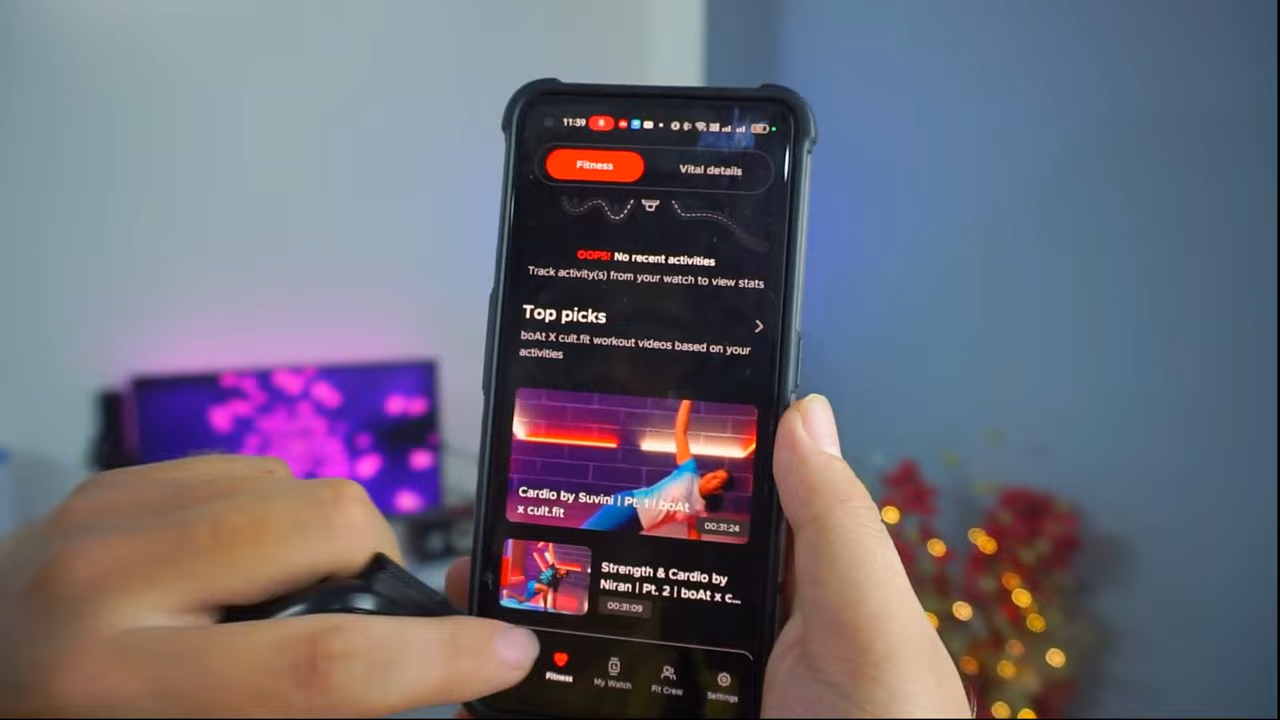 11:39
Fitness
Vital details
OOPS! No recent activities
Track activity(s) from your watch to view stats
Top picks
boAt X cult.fit workout videos based on your
activities
Cardio by Suvini | Pt. 1 | boAt
x cult.fit
00:31:24
Strength & Cardio by
Niran | Pt. 2 | boAt x c...
00:31:09
Fitness
My Watch
Fit Crew
Settings